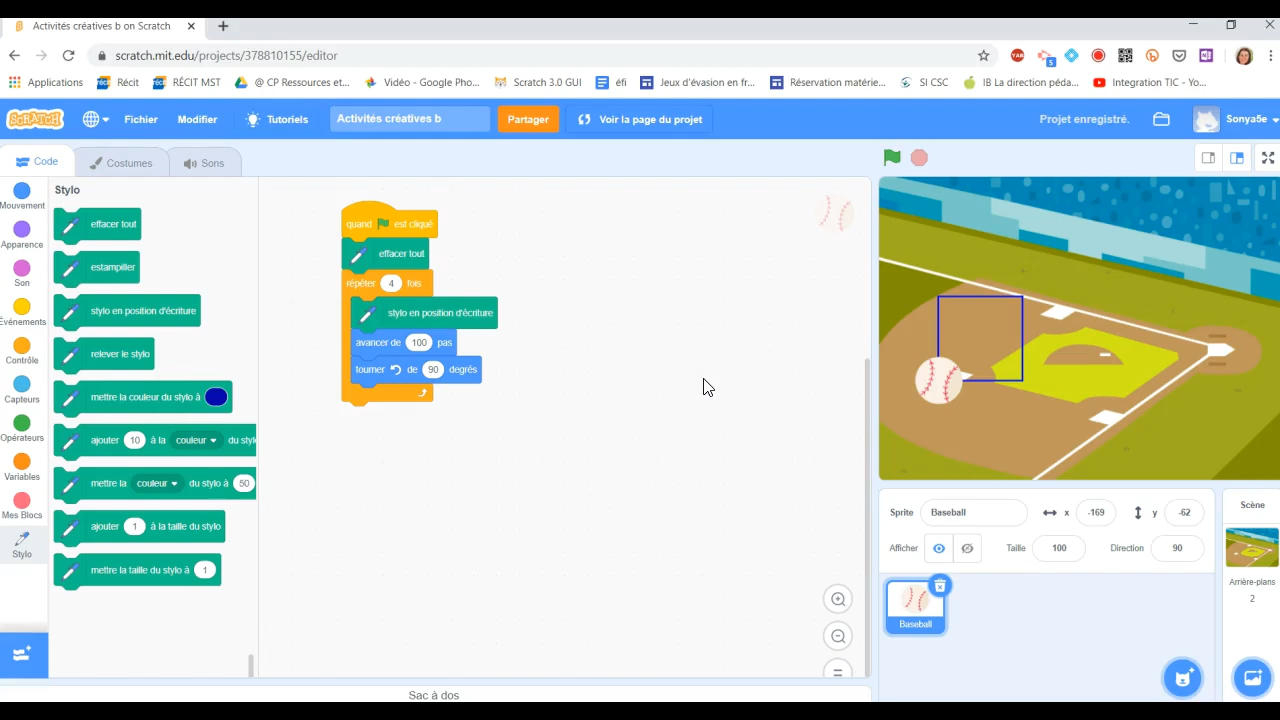 Activités créatives b on Scratch
scratch.mit.edu/projects/378810155/editor
Applications Récit RÉCIT MST @ CP Ressources et... Vidéo - Google Pho... Scratch 3.0 GUI éfi Jeux d'évasion en fr... Réservation matérie... SI CSC IB La direction péda... Integration TIC - Yo...
SCRATCH Fichier Modifier Tutoriels Activités créatives b Partager Voir la page du projet Projet enregistré. Sonya5e
Code Costumes Sons
Mouvement
Apparence
Son
Événements
Contrôle
Capteurs
Opérateurs
Variables
Mes Blocs
Stylo
Stylo
effacer tout
estampiller
stylo en position d'écriture
relever le stylo
mettre la couleur du stylo à
ajouter 10 à la couleur du stylo
mettre la couleur du stylo à 50
ajouter 1 à la taille du stylo
mettre la taille du stylo à 1
quand est cliqué
effacer tout
répéter 4 fois
stylo en position d'écriture
avancer de 100 pas
tourner de 90 degrés
Sprite Baseball x -169 y -62
Afficher Taille 100 Direction 90
Baseball
Scène
Arrière-plans
2
Sac à dos